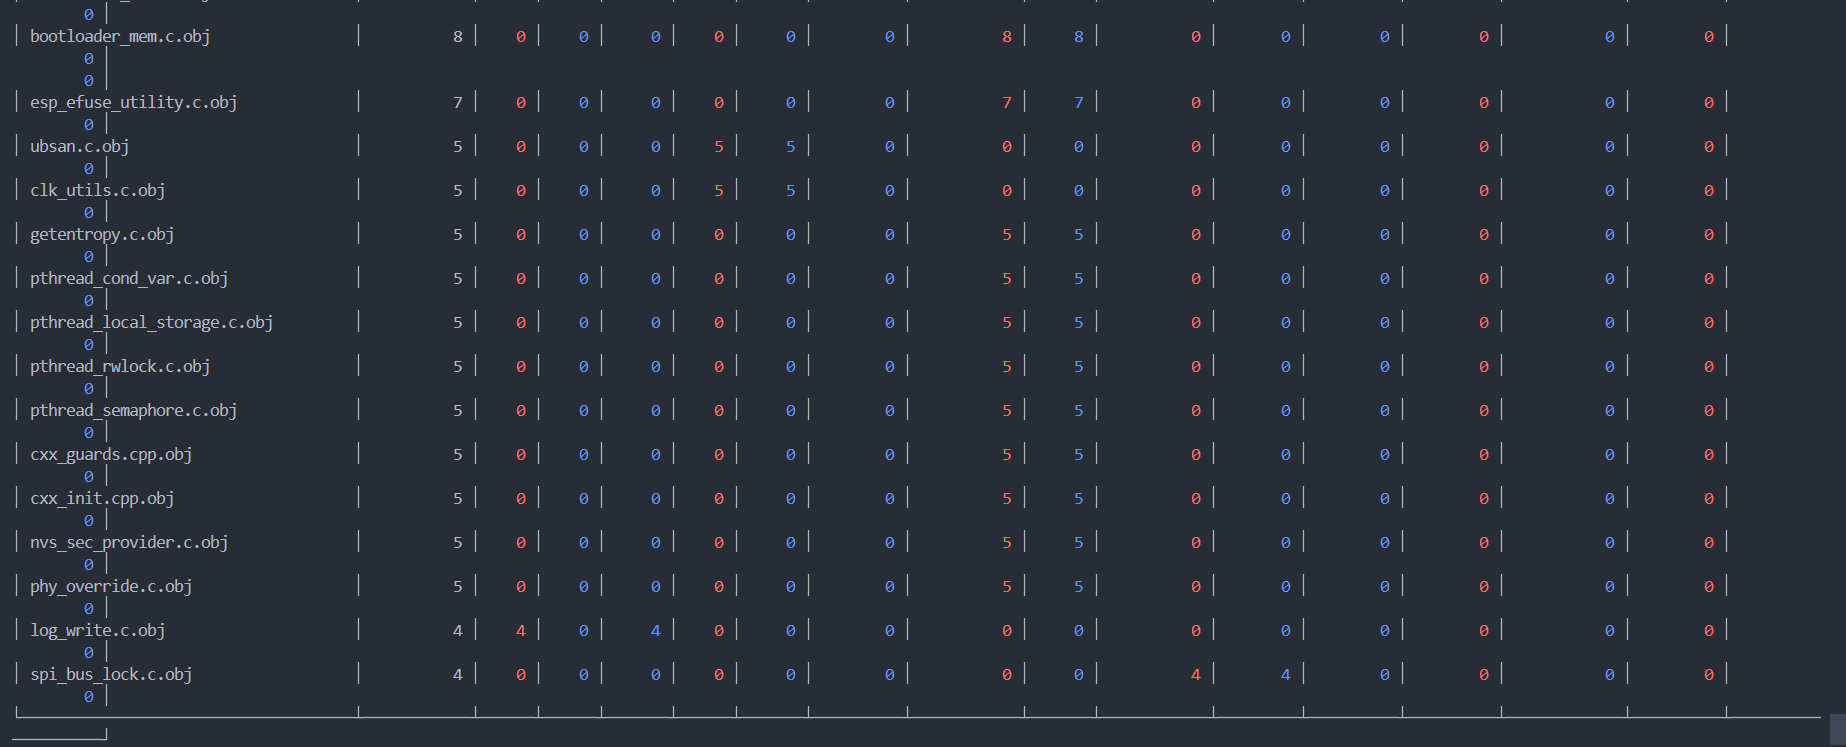 0 |
| bootloader_mem.c.obj | 8 | 0 | 0 | 0 | 0 | 0 | 0 | 8 | 8 | 0 | 0 | 0 | 0 | 0 | 0 |
0 |
0 |
| esp_efuse_utility.c.obj | 7 | 0 | 0 | 0 | 0 | 0 | 0 | 7 | 7 | 0 | 0 | 0 | 0 | 0 | 0 |
0 |
| ubsan.c.obj | 5 | 0 | 0 | 0 | 5 | 5 | 0 | 0 | 0 | 0 | 0 | 0 | 0 | 0 | 0 |
0 |
| clk_utils.c.obj | 5 | 0 | 0 | 0 | 5 | 5 | 0 | 0 | 0 | 0 | 0 | 0 | 0 | 0 | 0 |
0 |
| getentropy.c.obj | 5 | 0 | 0 | 0 | 0 | 0 | 0 | 5 | 5 | 0 | 0 | 0 | 0 | 0 | 0 |
0 |
| pthread_cond_var.c.obj | 5 | 0 | 0 | 0 | 0 | 0 | 0 | 5 | 5 | 0 | 0 | 0 | 0 | 0 | 0 |
0 |
| pthread_local_storage.c.obj | 5 | 0 | 0 | 0 | 0 | 0 | 0 | 5 | 5 | 0 | 0 | 0 | 0 | 0 | 0 |
0 |
| pthread_rwlock.c.obj | 5 | 0 | 0 | 0 | 0 | 0 | 0 | 5 | 5 | 0 | 0 | 0 | 0 | 0 | 0 |
0 |
| pthread_semaphore.c.obj | 5 | 0 | 0 | 0 | 0 | 0 | 0 | 5 | 5 | 0 | 0 | 0 | 0 | 0 | 0 |
0 |
| cxx_guards.cpp.obj | 5 | 0 | 0 | 0 | 0 | 0 | 0 | 5 | 5 | 0 | 0 | 0 | 0 | 0 | 0 |
0 |
| cxx_init.cpp.obj | 5 | 0 | 0 | 0 | 0 | 0 | 0 | 5 | 5 | 0 | 0 | 0 | 0 | 0 | 0 |
0 |
| nvs_sec_provider.c.obj | 5 | 0 | 0 | 0 | 0 | 0 | 0 | 5 | 5 | 0 | 0 | 0 | 0 | 0 | 0 |
0 |
| phy_override.c.obj | 5 | 0 | 0 | 0 | 0 | 0 | 0 | 5 | 5 | 0 | 0 | 0 | 0 | 0 | 0 |
0 |
| log_write.c.obj | 4 | 4 | 0 | 4 | 0 | 0 | 0 | 0 | 0 | 0 | 0 | 0 | 0 | 0 | 0 |
0 |
| spi_bus_lock.c.obj | 4 | 0 | 0 | 0 | 0 | 0 | 0 | 0 | 0 | 4 | 4 | 0 | 0 | 0 | 0 |
0 |